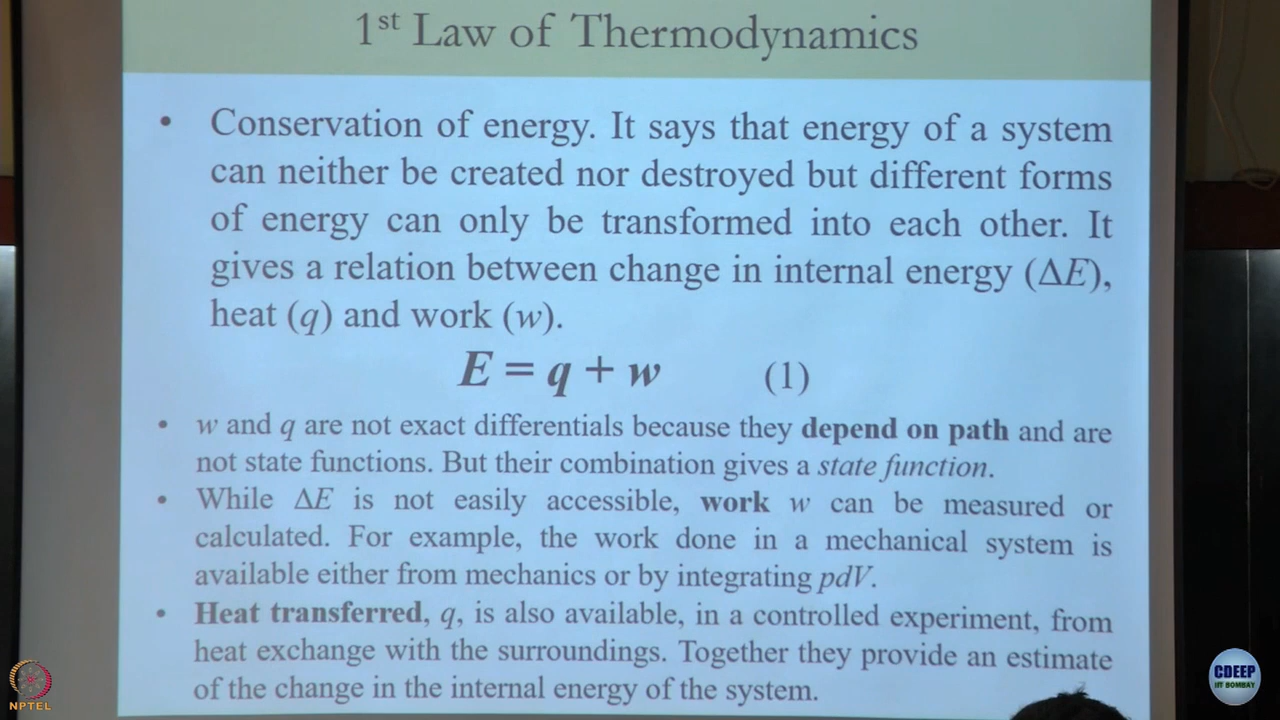 1st Law of Thermodynamics
• Conservation of energy. It says that energy of a system
can neither be created nor destroyed but different forms
of energy can only be transformed into each other. It
gives a relation between change in internal energy (ΔE),
heat (q) and work (w).
E = q + w (1)
• w and q are not exact differentials because they depend on path and are
not state functions. But their combination gives a state function.
• While ΔE is not easily accessible, work w can be measured or
calculated. For example, the work done in a mechanical system is
available either from mechanics or by integrating pdV.
• Heat transferred, q, is also available, in a controlled experiment, from
heat exchange with the surroundings. Together they provide an estimate
of the change in the internal energy of the system.
NPTEL
CDEEP
IIT BOMBAY